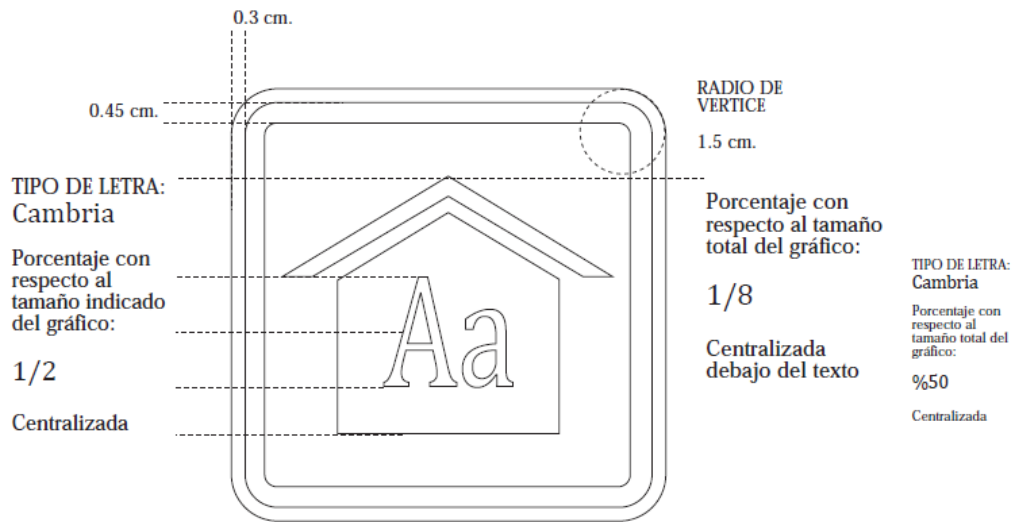 0.3 cm.
0.45 cm.
TIPO DE LETRA:
Cambria
Porcentaje con
respecto al
tamaño indicado
del gráfico:
1/2
Centralizada
Aa
RADIO DE
VERTICE
1.5 cm.
Porcentaje con
respecto al tamaño
total del gráfico:
1/8
Centralizada
debajo del texto
TIPO DE LETRA:
Cambria
Porcentaje con
respecto al
tamaño total del
gráfico:
%50
Centralizada